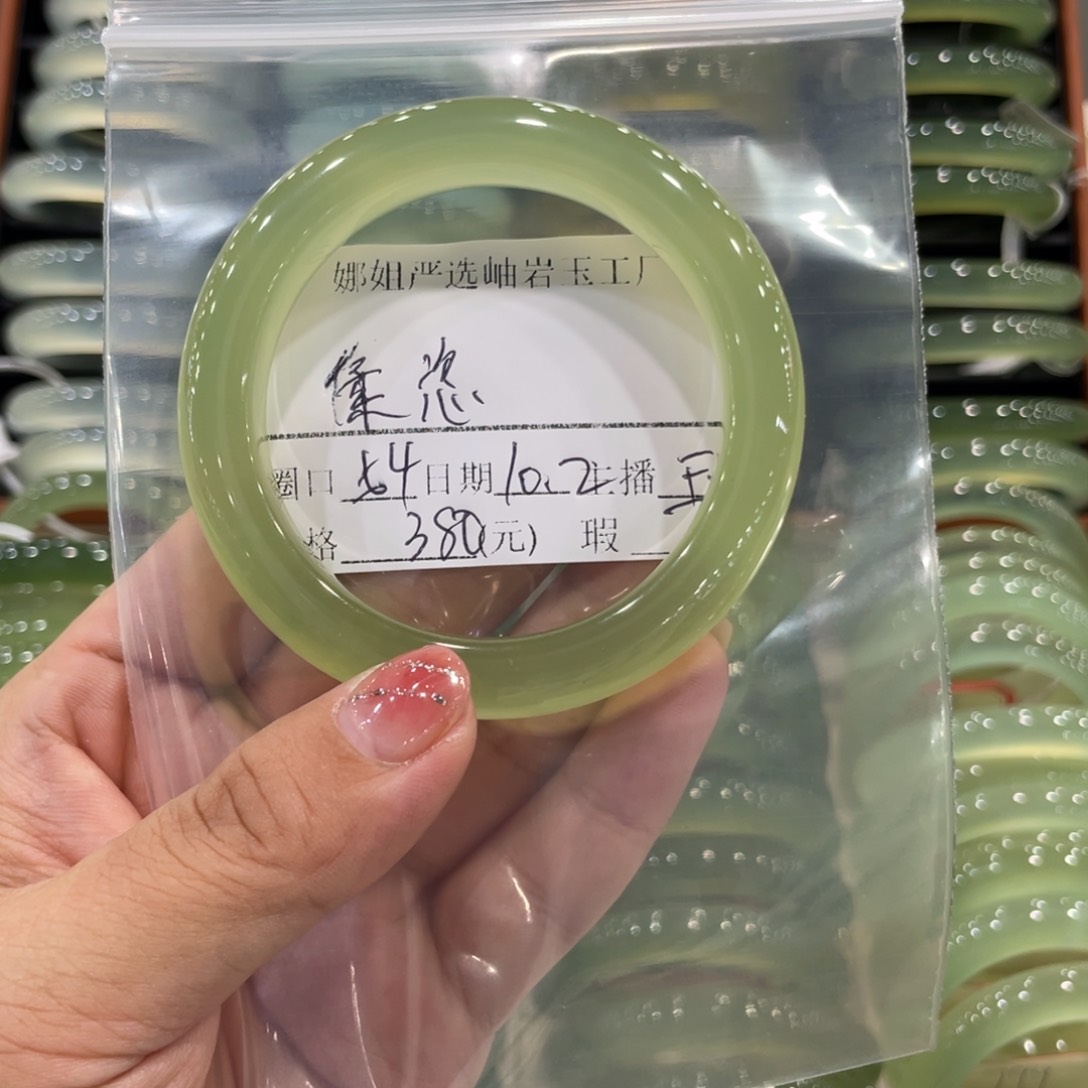 娜姐严选岫岩玉工厂
圈口 54 日期 10.2 主播 玉
格 380(元) 瑕